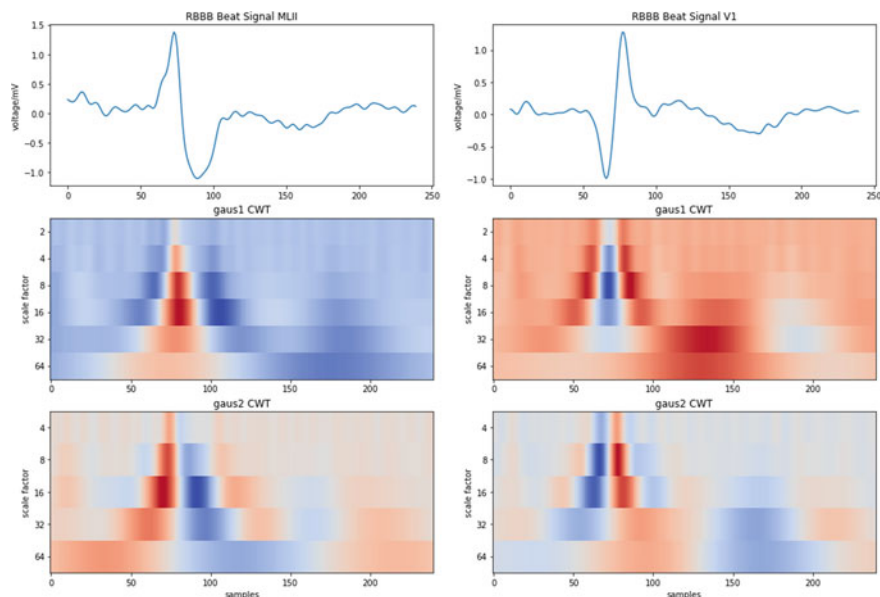 RBBB Beat Signal MLII
voltage/mV
1.5
1.0
0.5
0.0
−0.5
−1.0
0 50 100 150 200 250
RBBB Beat Signal V1
voltage/mV
1.0
0.5
0.0
−0.5
−1.0
0 50 100 150 200 250
gaus1 CWT
scale factor
2
4
8
16
32
64
0 50 100 150 200
gaus1 CWT
scale factor
2
4
8
16
32
64
0 50 100 150 200
gaus2 CWT
scale factor
4
8
16
32
64
0 50 100 150 200
samples
gaus2 CWT
scale factor
4
8
16
32
64
0 50 100 150 200
samples